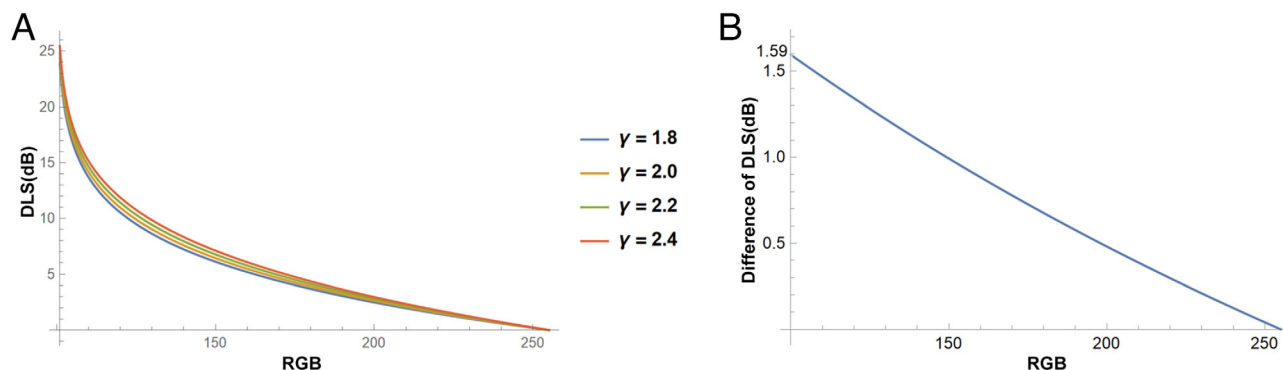 A
DLS(dB)
25
20
15
10
5
150
200
250
RGB
γ = 1.8
γ = 2.0
γ = 2.2
γ = 2.4
B
Difference of DLS(dB)
1.59
1.5
1.0
0.5
150
200
250
RGB